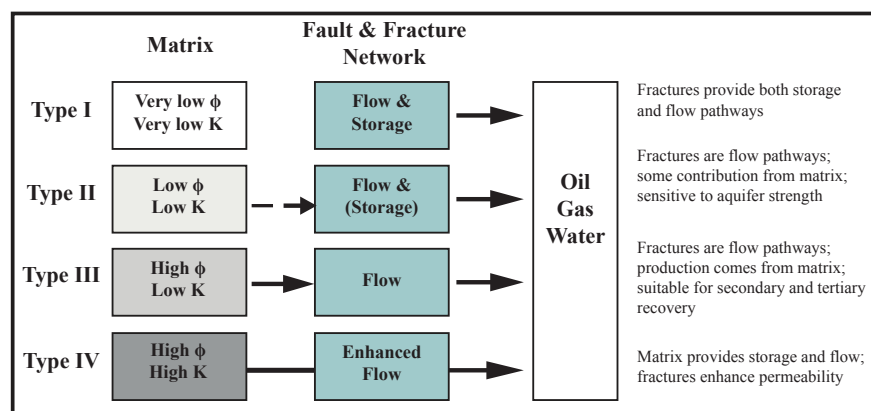 Matrix
Fault & Fracture
Network
Type I
Very low ϕ
Very low K
Flow &
Storage
Fractures provide both storage
and flow pathways
Type II
Low ϕ
Low K
Flow &
(Storage)
Fractures are flow pathways;
some contribution from matrix;
sensitive to aquifer strength
Oil
Gas
Water
Type III
High ϕ
Low K
Flow
Fractures are flow pathways;
production comes from matrix;
suitable for secondary and tertiary
recovery
Type IV
High ϕ
High K
Enhanced
Flow
Matrix provides storage and flow;
fractures enhance permeability